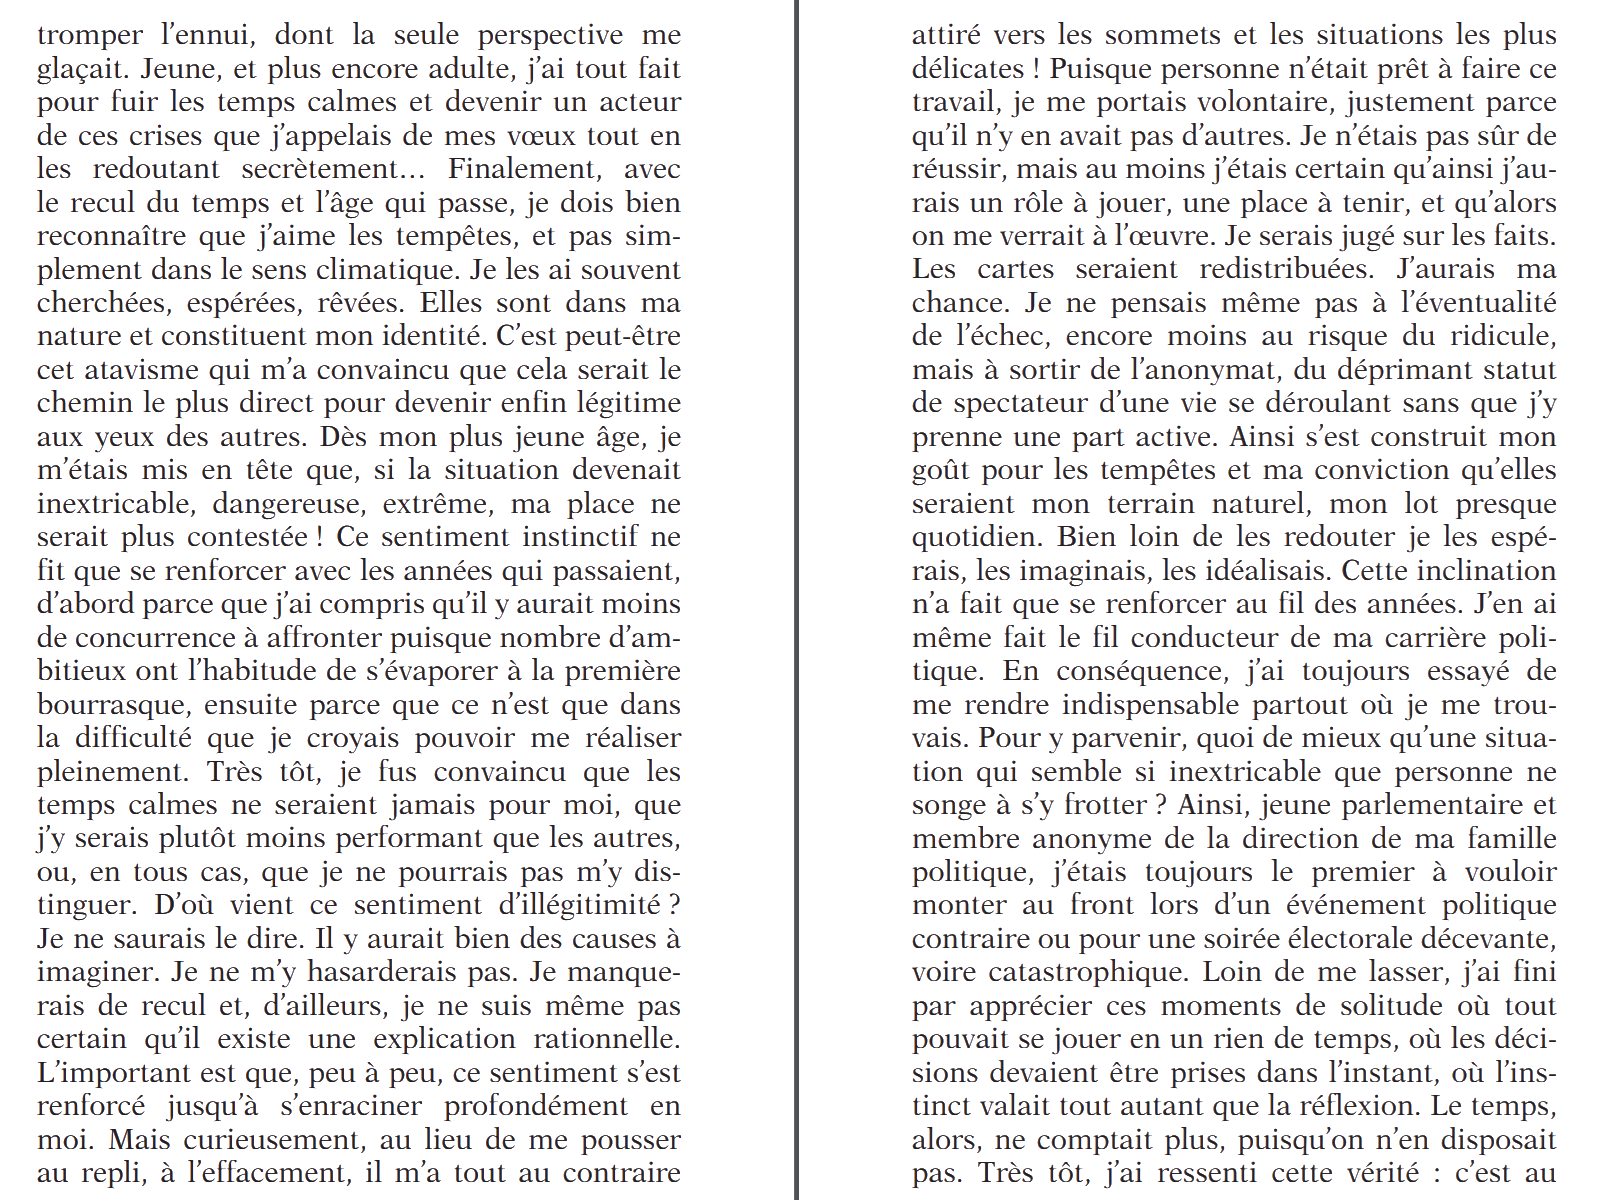 tromper l’ennui, dont la seule perspective me
glaçait. Jeune, et plus encore adulte, j’ai tout fait
pour fuir les temps calmes et devenir un acteur
de ces crises que j’appelais de mes vœux tout en
les redoutant secrètement… Finalement, avec
le recul du temps et l’âge qui passe, je dois bien
reconnaître que j’aime les tempêtes, et pas sim-
plement dans le sens climatique. Je les ai souvent
cherchées, espérées, rêvées. Elles sont dans ma
nature et constituent mon identité. C’est peut-être
cet atavisme qui m’a convaincu que cela serait le
chemin le plus direct pour devenir enfin légitime
aux yeux des autres. Dès mon plus jeune âge, je
m’étais mis en tête que, si la situation devenait
inextricable, dangereuse, extrême, ma place ne
serait plus contestée ! Ce sentiment instinctif ne
fit que se renforcer avec les années qui passaient,
d’abord parce que j’ai compris qu’il y aurait moins
de concurrence à affronter puisque nombre d’am-
bitieux ont l’habitude de s’évaporer à la première
bourrasque, ensuite parce que ce n’est que dans
la difficulté que je croyais pouvoir me réaliser
pleinement. Très tôt, je fus convaincu que les
temps calmes ne seraient jamais pour moi, que
j’y serais plutôt moins performant que les autres,
ou, en tous cas, que je ne pourrais pas m’y dis-
tinguer. D’où vient ce sentiment d’illégitimité ?
Je ne saurais le dire. Il y aurait bien des causes à
imaginer. Je ne m’y hasarderais pas. Je manque-
rais de recul et, d’ailleurs, je ne suis même pas
certain qu’il existe une explication rationnelle.
L’important est que, peu à peu, ce sentiment s’est
renforcé jusqu’à s’enraciner profondément en
moi. Mais curieusement, au lieu de me pousser
au repli, à l’effacement, il m’a tout au contraire
attiré vers les sommets et les situations les plus
délicates ! Puisque personne n’était prêt à faire ce
travail, je me portais volontaire, justement parce
qu’il n’y en avait pas d’autres. Je n’étais pas sûr de
réussir, mais au moins j’étais certain qu’ainsi j’au-
rais un rôle à jouer, une place à tenir, et qu’alors
on me verrait à l’œuvre. Je serais jugé sur les faits.
Les cartes seraient redistribuées. J’aurais ma
chance. Je ne pensais même pas à l’éventualité
de l’échec, encore moins au risque du ridicule,
mais à sortir de l’anonymat, du déprimant statut
de spectateur d’une vie se déroulant sans que j’y
prenne une part active. Ainsi s’est construit mon
goût pour les tempêtes et ma conviction qu’elles
seraient mon terrain naturel, mon lot presque
quotidien. Bien loin de les redouter je les espé-
rais, les imaginais, les idéalisais. Cette inclination
n’a fait que se renforcer au fil des années. J’en ai
même fait le fil conducteur de ma carrière poli-
tique. En conséquence, j’ai toujours essayé de
me rendre indispensable partout où je me trou-
vais. Pour y parvenir, quoi de mieux qu’une situa-
tion qui semble si inextricable que personne ne
songe à s’y frotter ? Ainsi, jeune parlementaire et
membre anonyme de la direction de ma famille
politique, j’étais toujours le premier à vouloir
monter au front lors d’un événement politique
contraire ou pour une soirée électorale décevante,
voire catastrophique. Loin de me lasser, j’ai fini
par apprécier ces moments de solitude où tout
pouvait se jouer en un rien de temps, où les déci-
sions devaient être prises dans l’instant, où l’ins-
tinct valait tout autant que la réflexion. Le temps,
alors, ne comptait plus, puisqu’on n’en disposait
pas. Très tôt, j’ai ressenti cette vérité : c’est au